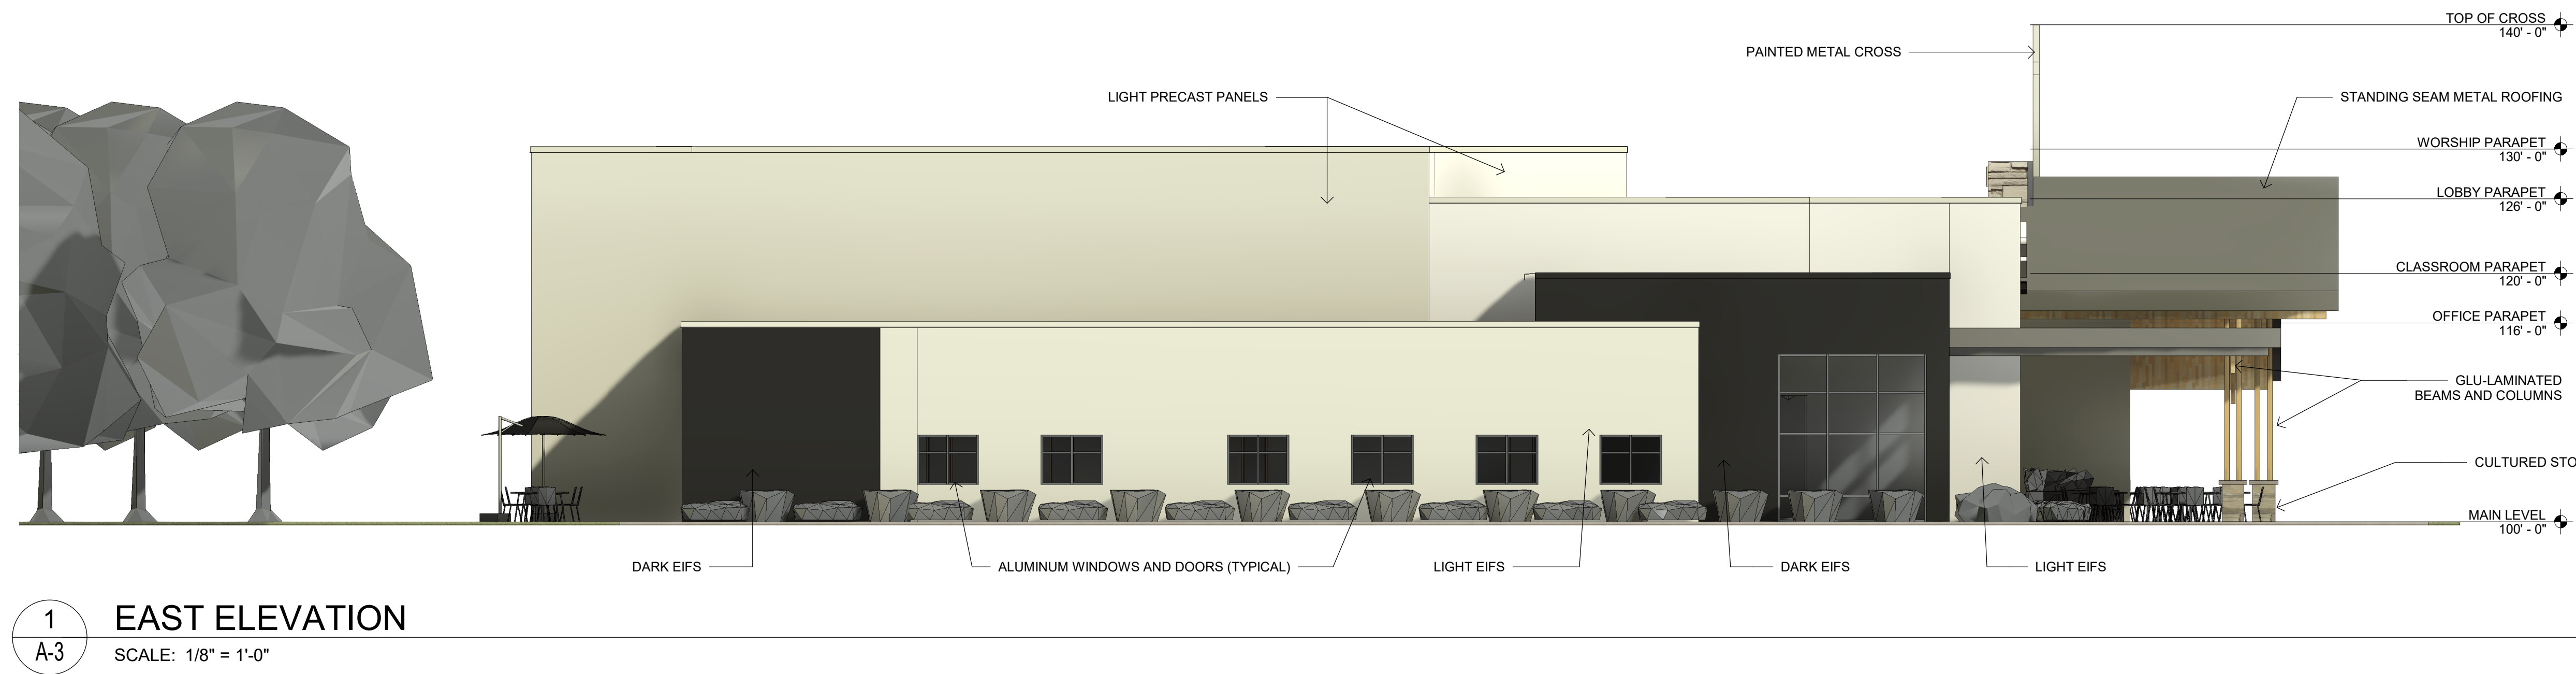 TOP OF CROSS
140' - 0"
PAINTED METAL CROSS
LIGHT PRECAST PANELS
STANDING SEAM METAL ROOFING
WORSHIP PARAPET
130' - 0"
LOBBY PARAPET
126' - 0"
CLASSROOM PARAPET
120' - 0"
OFFICE PARAPET
116' - 0"
GLU-LAMINATED
BEAMS AND COLUMNS
CULTURED STO
MAIN LEVEL
100' - 0"
DARK EIFS
ALUMINUM WINDOWS AND DOORS (TYPICAL)
LIGHT EIFS
DARK EIFS
LIGHT EIFS
1
A-3
EAST ELEVATION
SCALE: 1/8" = 1'-0"